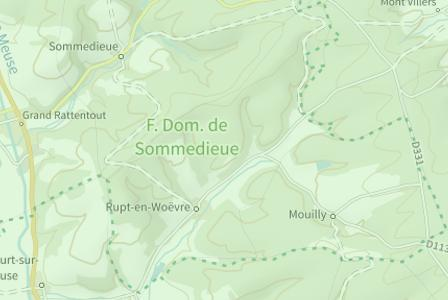 Mont Villers
Sommedieue
Meuse
Grand Rattentout
F. Dom. de
Sommedieue
D331
Rupt-en-Woëvre
Mouilly
D113
urt-sur-
use